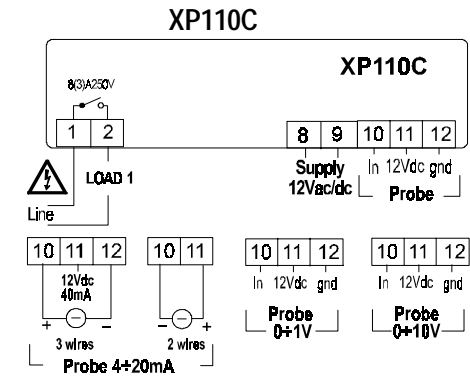 XP110C
XP110C
8(3)A250V
1 2
8 9 10 11 12
LOAD 1
Line
Supply
12Vac/dc
In 12Vdc gnd
Probe
10 11 12
12Vdc
40mA
+ - 
3 wires
10 11
- +
2 wires
Probe 4÷20mA
10 11 12
In 12Vdc gnd
Probe
0÷1V
10 11 12
In 12Vdc gnd
Probe
0÷10V